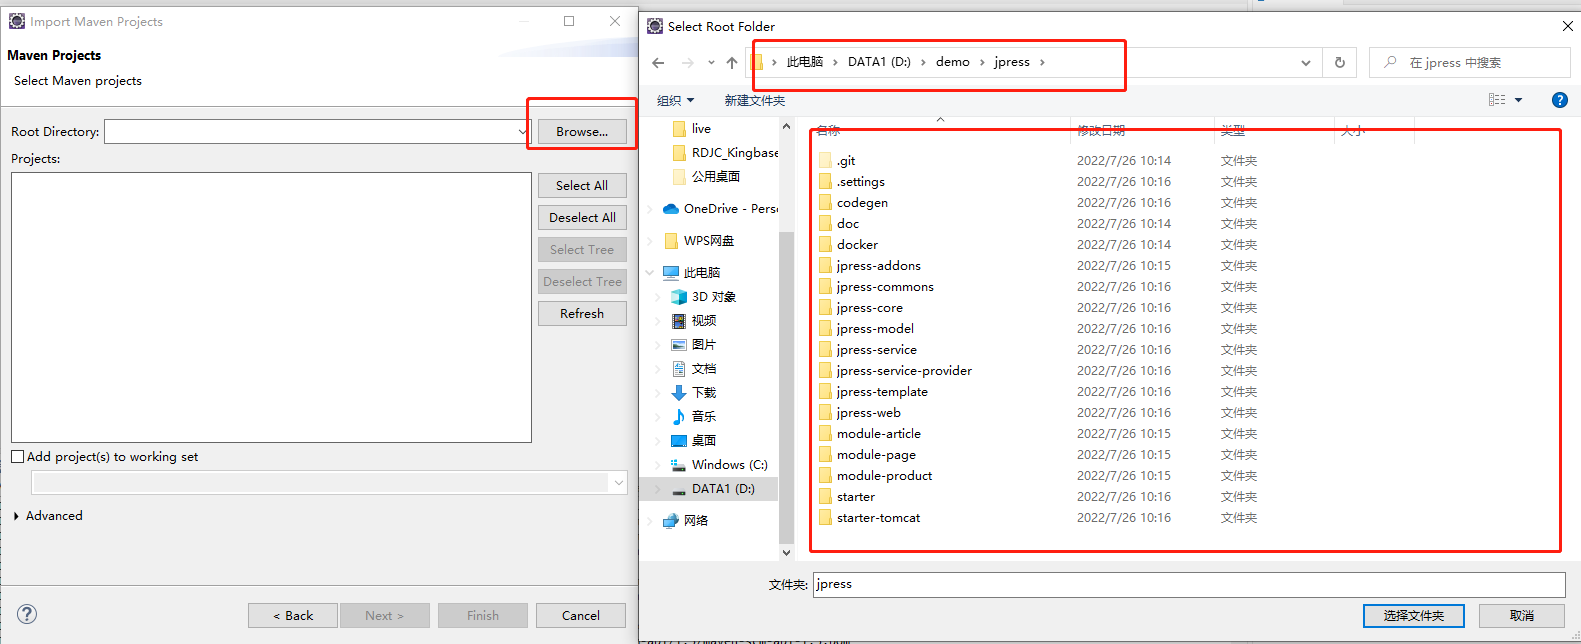 Import Maven Projects
Maven Projects
Select Maven projects
Root Directory:
Browse...
Projects:
Select All
Deselect All
Select Tree
Deselect Tree
Refresh
Add project(s) to working set
Advanced
< Back
Next >
Finish
Cancel
Select Root Folder
此电脑 > DATA1 (D:) > demo > jpress >
在 jpress 中搜索
组织
新建文件夹
live
RDJC_Kingbase
公用桌面
OneDrive - Perso
WPS网盘
此电脑
3D 对象
视频
图片
文档
下载
音乐
桌面
Windows (C:)
DATA1 (D:)
网络
名称 修改日期 类型 大小
.git 2022/7/26 10:14 文件夹
.settings 2022/7/26 10:16 文件夹
codegen 2022/7/26 10:16 文件夹
doc 2022/7/26 10:14 文件夹
docker 2022/7/26 10:14 文件夹
jpress-addons 2022/7/26 10:15 文件夹
jpress-commons 2022/7/26 10:16 文件夹
jpress-core 2022/7/26 10:16 文件夹
jpress-model 2022/7/26 10:16 文件夹
jpress-service 2022/7/26 10:16 文件夹
jpress-service-provider 2022/7/26 10:16 文件夹
jpress-template 2022/7/26 10:16 文件夹
jpress-web 2022/7/26 10:16 文件夹
module-article 2022/7/26 10:15 文件夹
module-page 2022/7/26 10:15 文件夹
module-product 2022/7/26 10:15 文件夹
starter 2022/7/26 10:16 文件夹
starter-tomcat 2022/7/26 10:16 文件夹
文件夹: jpress
选择文件夹
取消